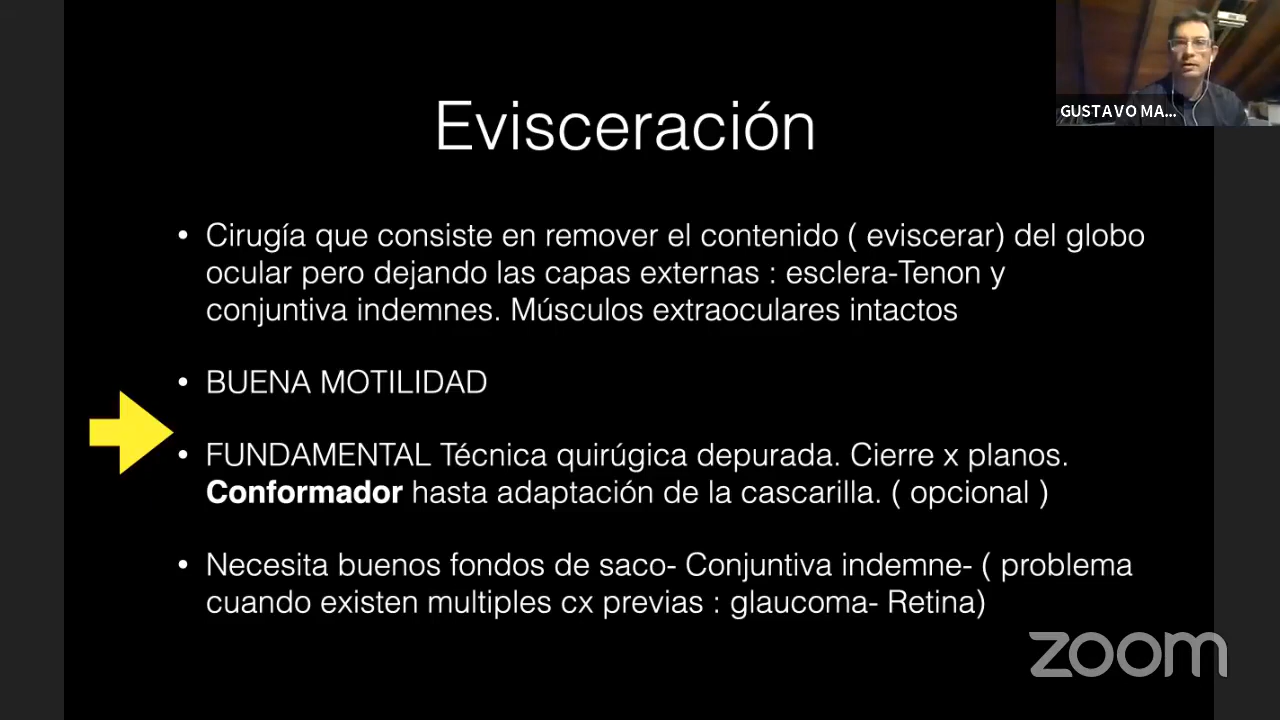 GUSTAVO MA...
Evisceración
• Cirugía que consiste en remover el contenido ( eviscerar) del globo
ocular pero dejando las capas externas : esclera-Tenon y
conjuntiva indemnes. Músculos extraoculares intactos
• BUENA MOTILIDAD
• FUNDAMENTAL Técnica quirúgica depurada. Cierre x planos.
Conformador hasta adaptación de la cascarilla. ( opcional )
• Necesita buenos fondos de saco- Conjuntiva indemne- ( problema
cuando existen multiples cx previas : glaucoma- Retina)
zoom